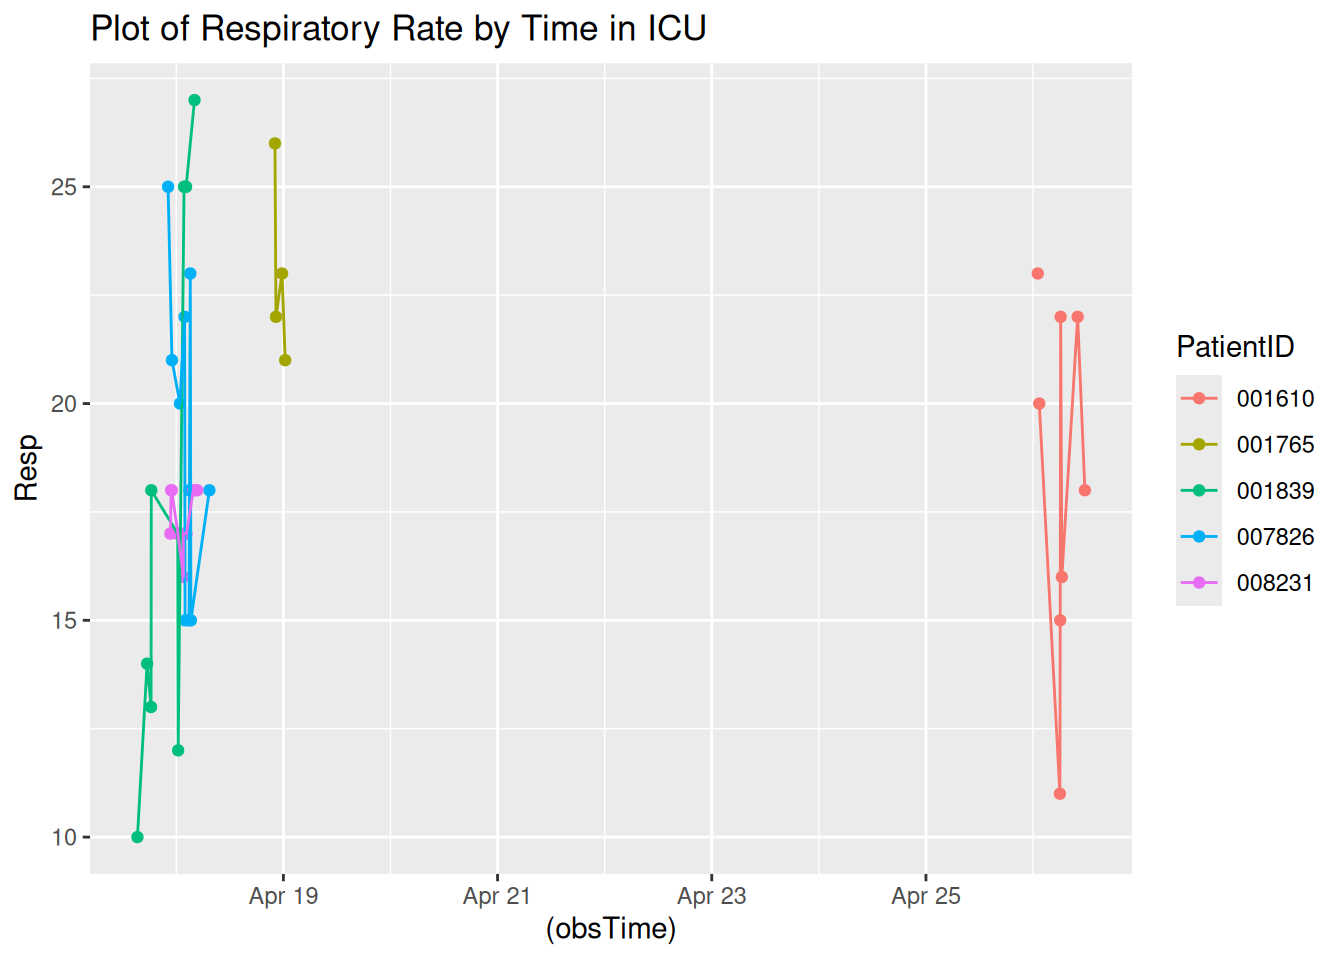 Plot of Respiratory Rate by Time in ICU
Resp
25
20
15
10
Apr 19
Apr 21
Apr 23
Apr 25
(obsTime)
PatientID
001610
001765
001839
007826
008231